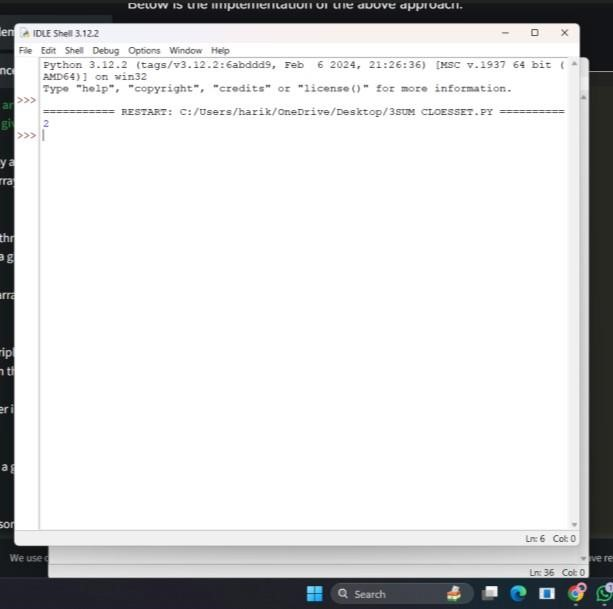 Below is the implementation of the above approach.
IDLE Shell 3.12.2
File Edit Shell Debug Options Window Help
Python 3.12.2 (tags/v3.12.2:6abddd9, Feb 6 2024, 21:26:36) [MSC v.1937 64 bit (
AMD64)] on win32
Type "help", "copyright", "credits" or "license()" for more information.
>>>
=========== RESTART: C:/Users/harik/OneDrive/Desktop/3SUM CLOESSET.PY ==========
2
>>>
Ln: 6 Col: 0
We use
Ln: 36 Col: 0
Search